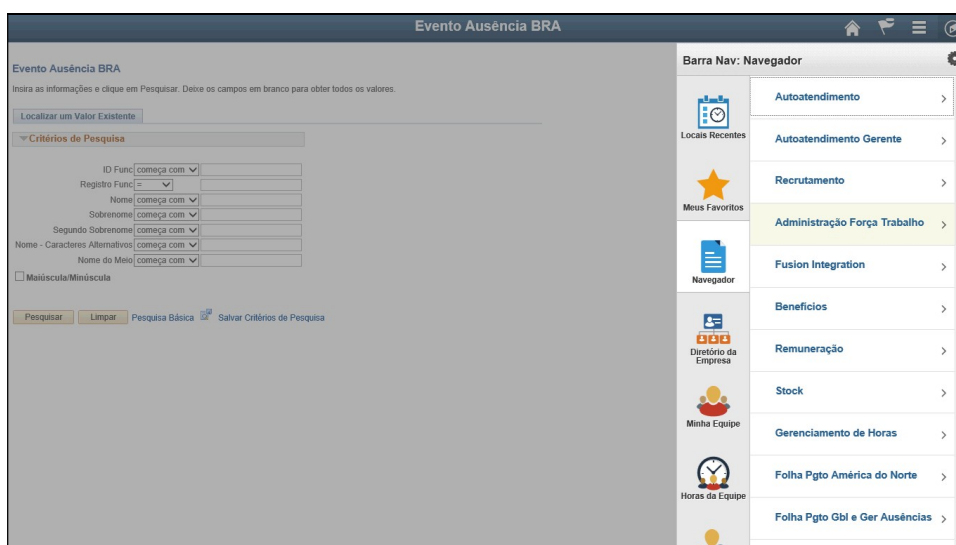 Evento Ausência BRA
Evento Ausência BRA
Insira as informações e clique em Pesquisar. Deixe os campos em branco para obter todos os valores.
Localizar um Valor Existente
Critérios de Pesquisa
ID Func começa com
Registro Func =
Nome começa com
Sobrenome começa com
Segundo Sobrenome começa com
Nome - Caracteres Alternativos começa com
Nome do Meio começa com
Maiúscula/Minúscula
Pesquisar Limpar Pesquisa Básica Salvar Critérios de Pesquisa
Barra Nav: Navegador
Locais Recentes
Meus Favoritos
Navegador
Diretório da
Empresa
Minha Equipe
Horas da Equipe
Autoatendimento
Autoatendimento Gerente
Recrutamento
Administração Força Trabalho
Fusion Integration
Benefícios
Remuneração
Stock
Gerenciamento de Horas
Folha Pgto América do Norte
Folha Pgto Gbl e Ger Ausências